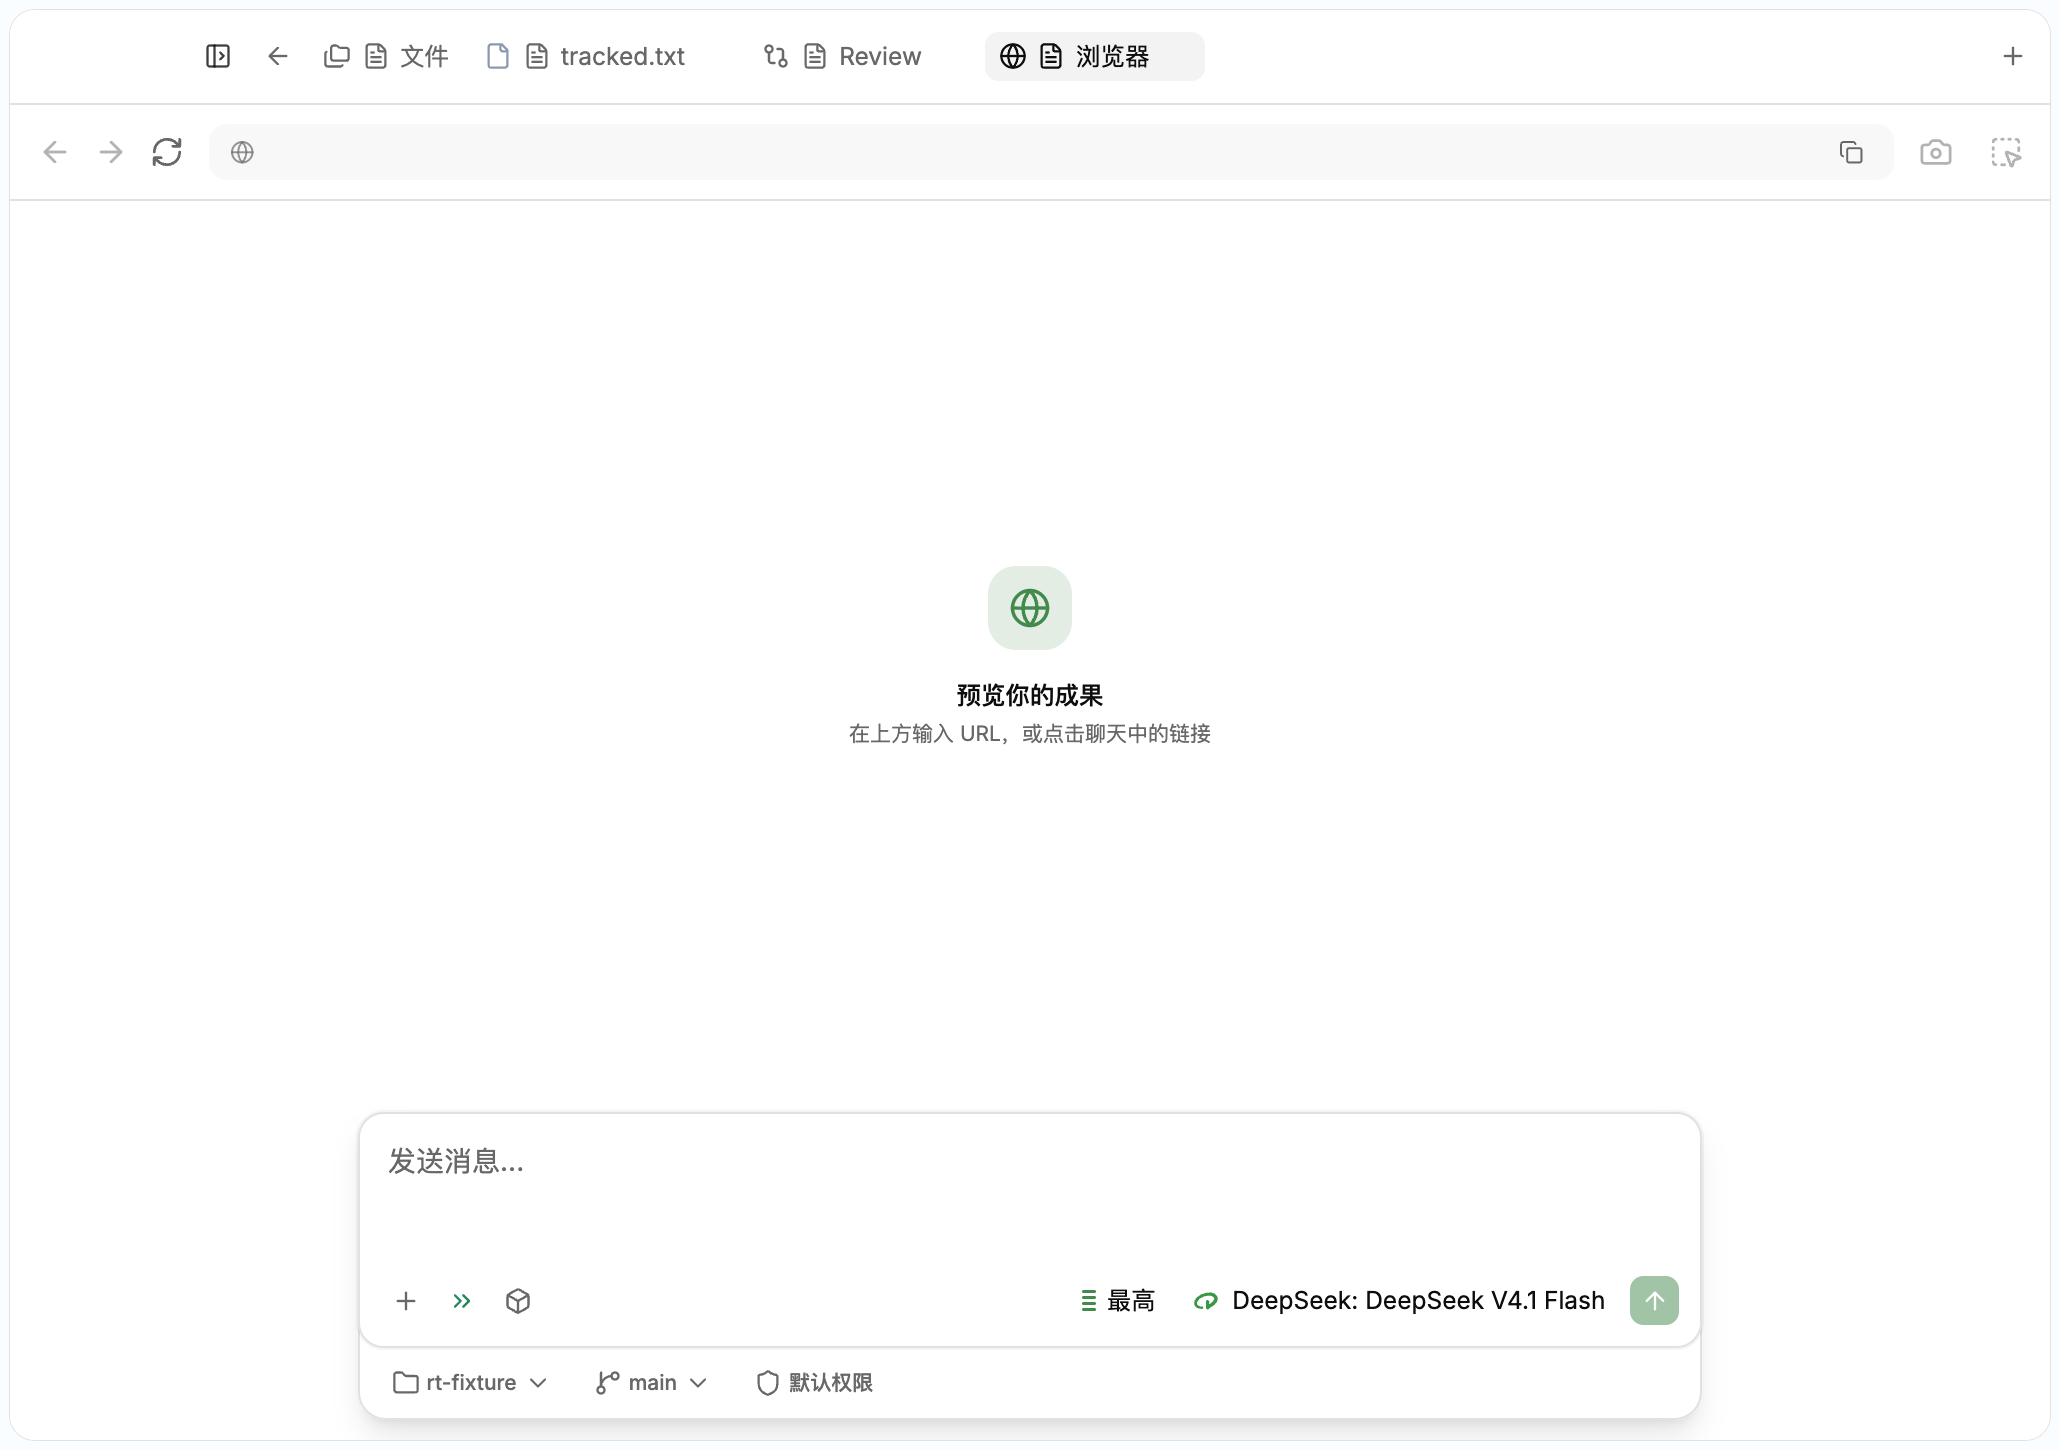 文件 tracked.txt Review 浏览器
预览你的成果
在上方输入 URL，或点击聊天中的链接
发送消息...
最高 DeepSeek: DeepSeek V4.1 Flash
rt-fixture main 默认权限